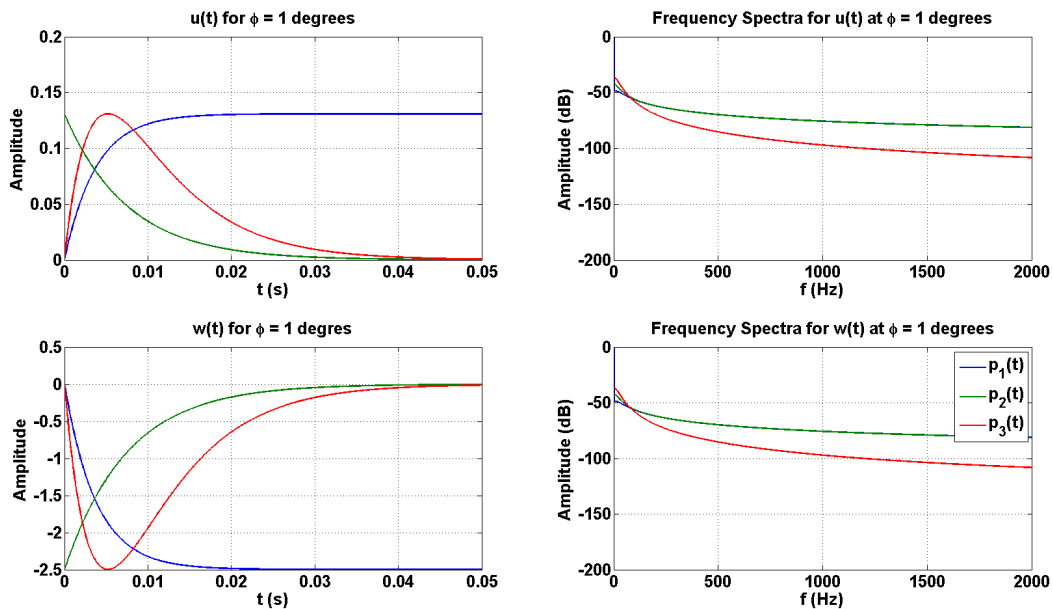 u(t) for ϕ = 1 degrees
0.2
0.15
0.1
0.05
0
Amplitude
0 0.01 0.02 0.03 0.04 0.05
t (s)
Frequency Spectra for u(t) at ϕ = 1 degrees
0
-50
-100
-150
-200
Amplitude (dB)
0 500 1000 1500 2000
f (Hz)
w(t) for ϕ = 1 degres
0.5
0
-0.5
-1
-1.5
-2
-2.5
Amplitude
0 0.01 0.02 0.03 0.04 0.05
t (s)
Frequency Spectra for w(t) at ϕ = 1 degrees
0
-50
-100
-150
-200
Amplitude (dB)
p_1(t)
p_2(t)
p_3(t)
0 500 1000 1500 2000
f (Hz)